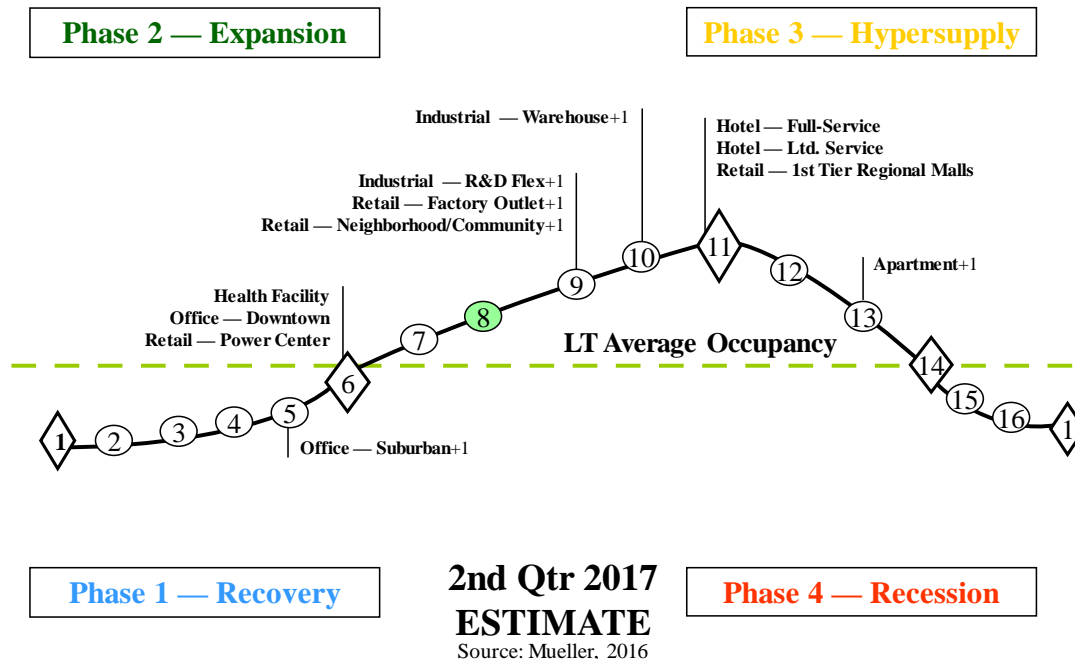 Phase 2 — Expansion
Phase 3 — Hypersupply
Industrial — Warehouse+1
Hotel — Full-Service
Hotel — Ltd. Service
Retail — 1st Tier Regional Malls
Industrial — R&D Flex+1
Retail — Factory Outlet+1
Retail — Neighborhood/Community+1
11
10
12
Apartment+1
9
Health Facility
Office — Downtown
Retail — Power Center
8
13
7
LT Average Occupancy
14
6
15
5
16
4
3
2
1
1
Office — Suburban+1
Phase 1 — Recovery
2nd Qtr 2017
ESTIMATE
Source: Mueller, 2016
Phase 4 — Recession